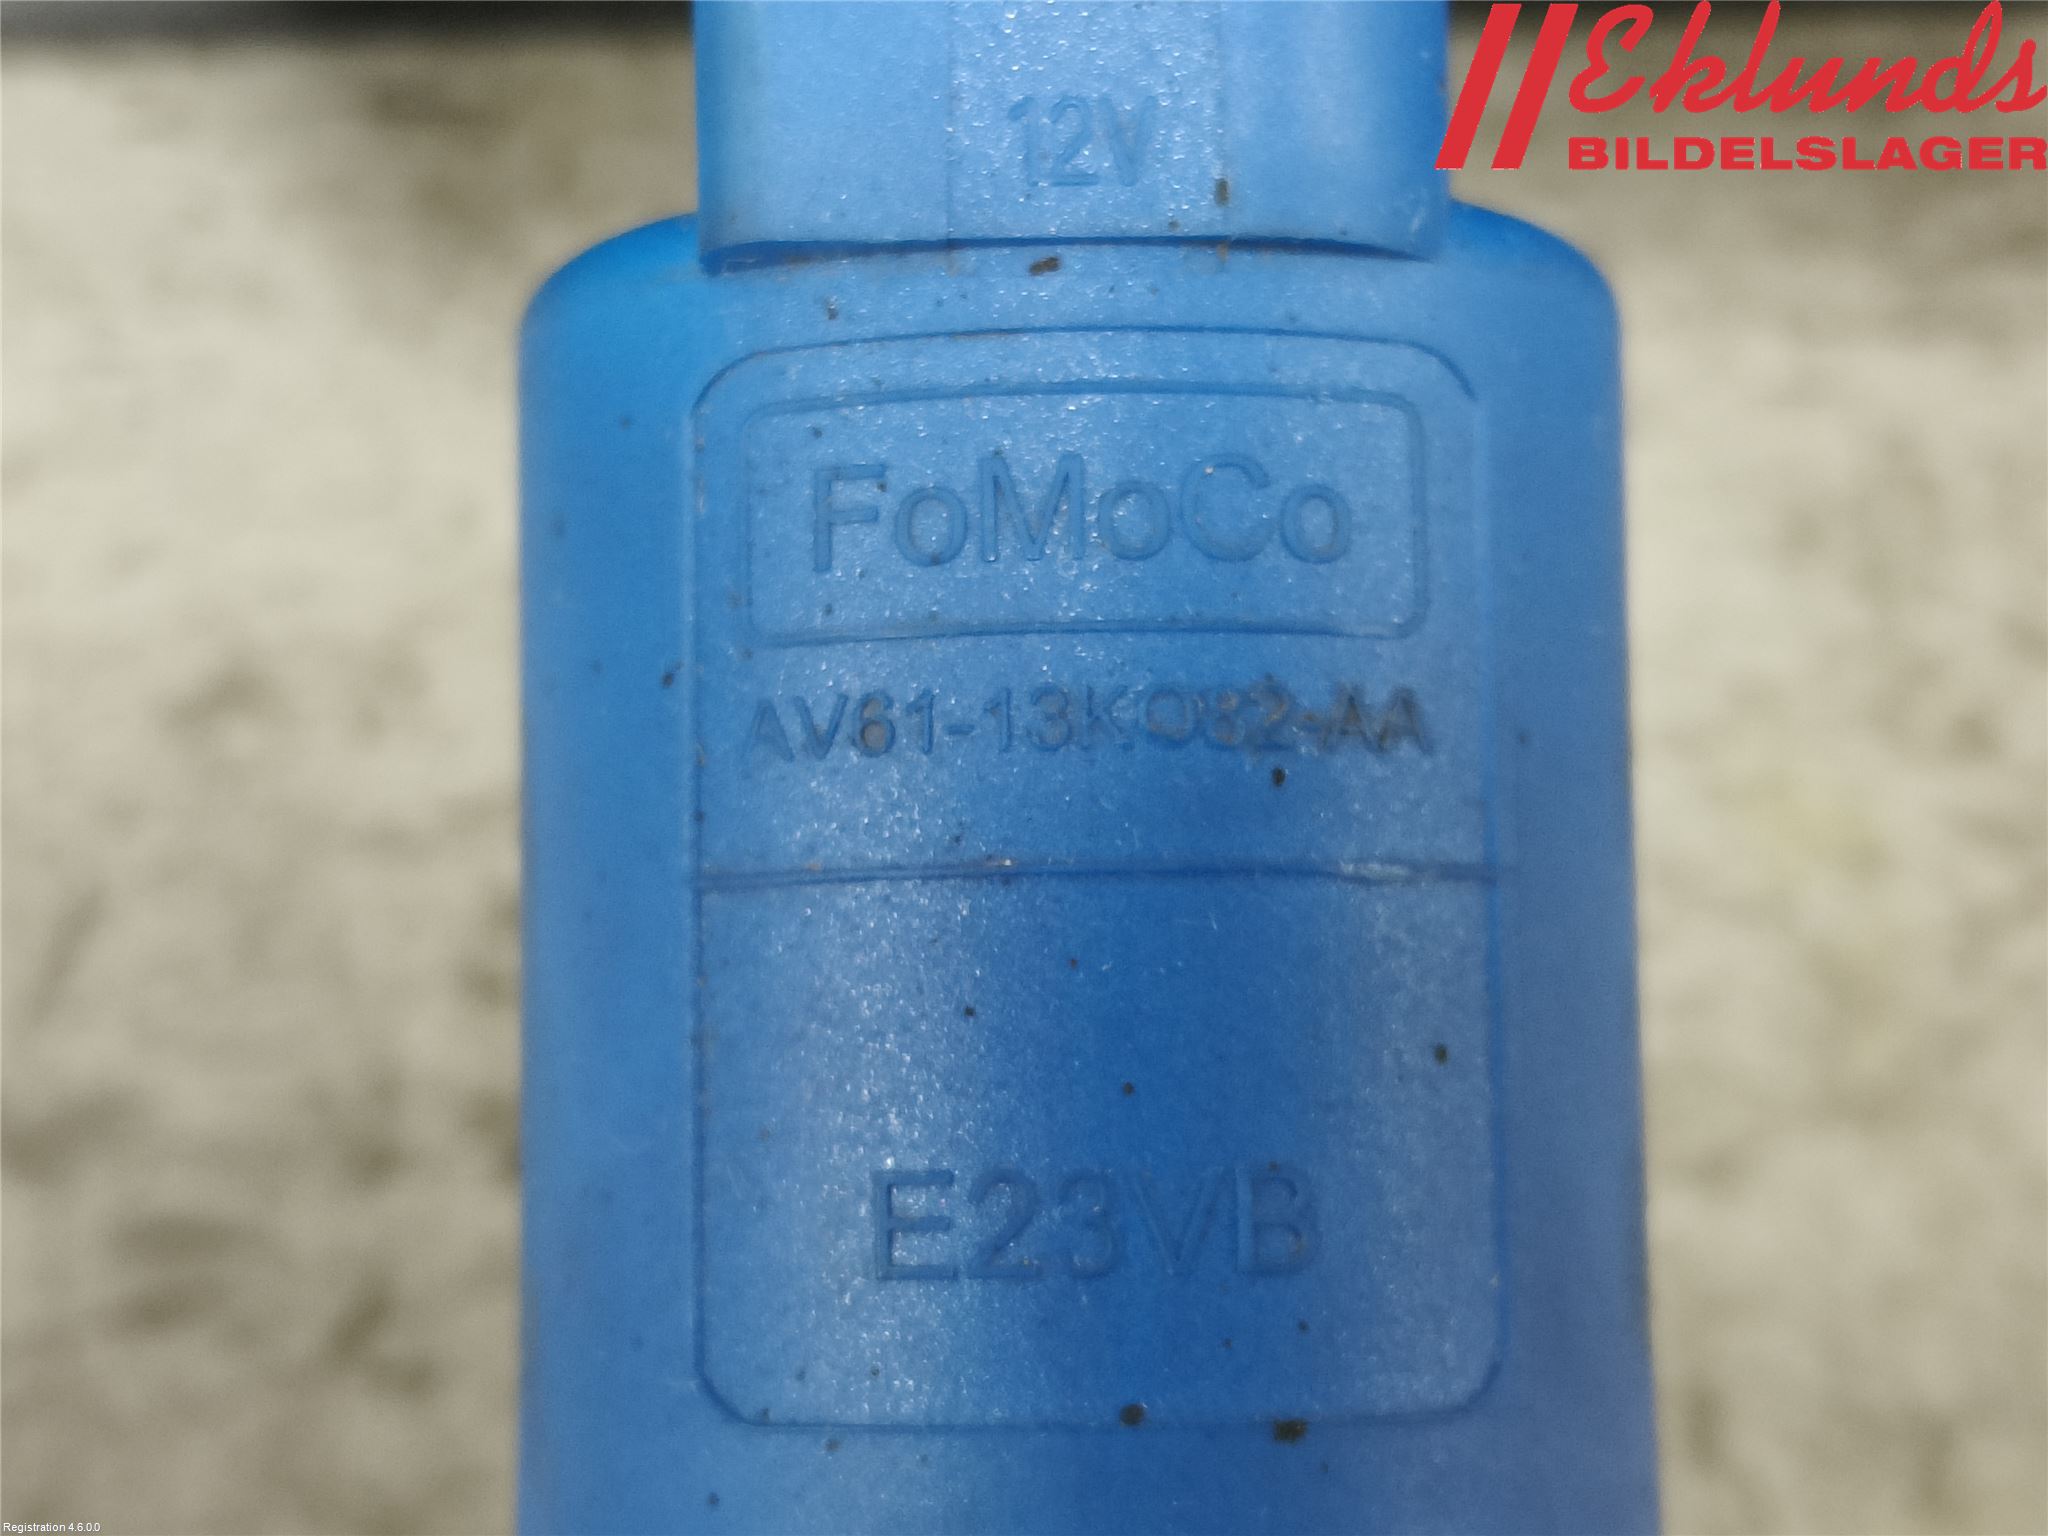 Eklunds
BILDELSLAGER
12V
FoMoCo
AV61-13K082-AA
E23VB
Registration 4.6.0.0